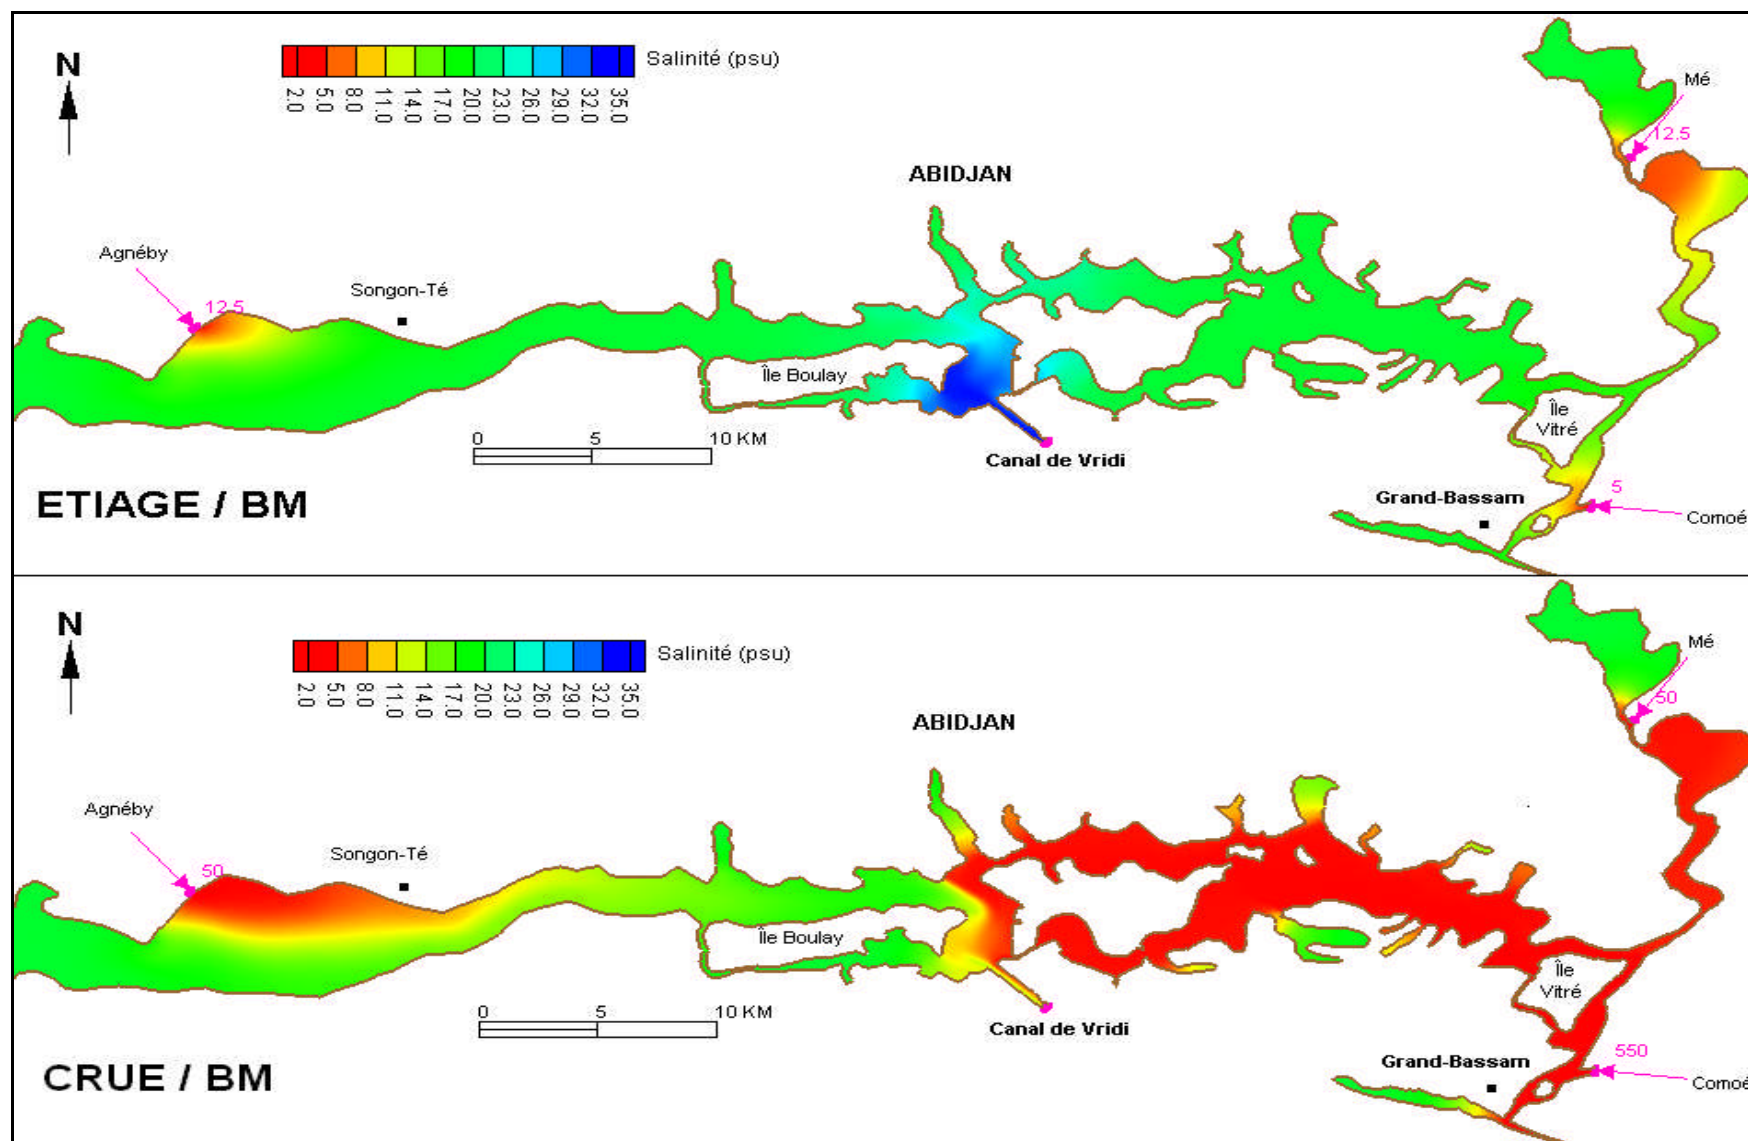 N
Salinité (psu)
2.0
5.0
8.0
11.0
14.0
17.0
20.0
23.0
26.0
29.0
32.0
35.0
Mé
12.5
ABIDJAN
Agnéby
12.5
Songon-Té
Île Boulay
Île
Vitré
0 5 10 KM
Canal de Vridi
Grand-Bassam
5
Comoé
ETIAGE / BM
N
Salinité (psu)
2.0
5.0
8.0
11.0
14.0
17.0
20.0
23.0
26.0
29.0
32.0
35.0
Mé
50
ABIDJAN
Agnéby
50
Songon-Té
Île Boulay
Île
Vitré
0 5 10 KM
Canal de Vridi
Grand-Bassam
550
Comoé
CRUE / BM